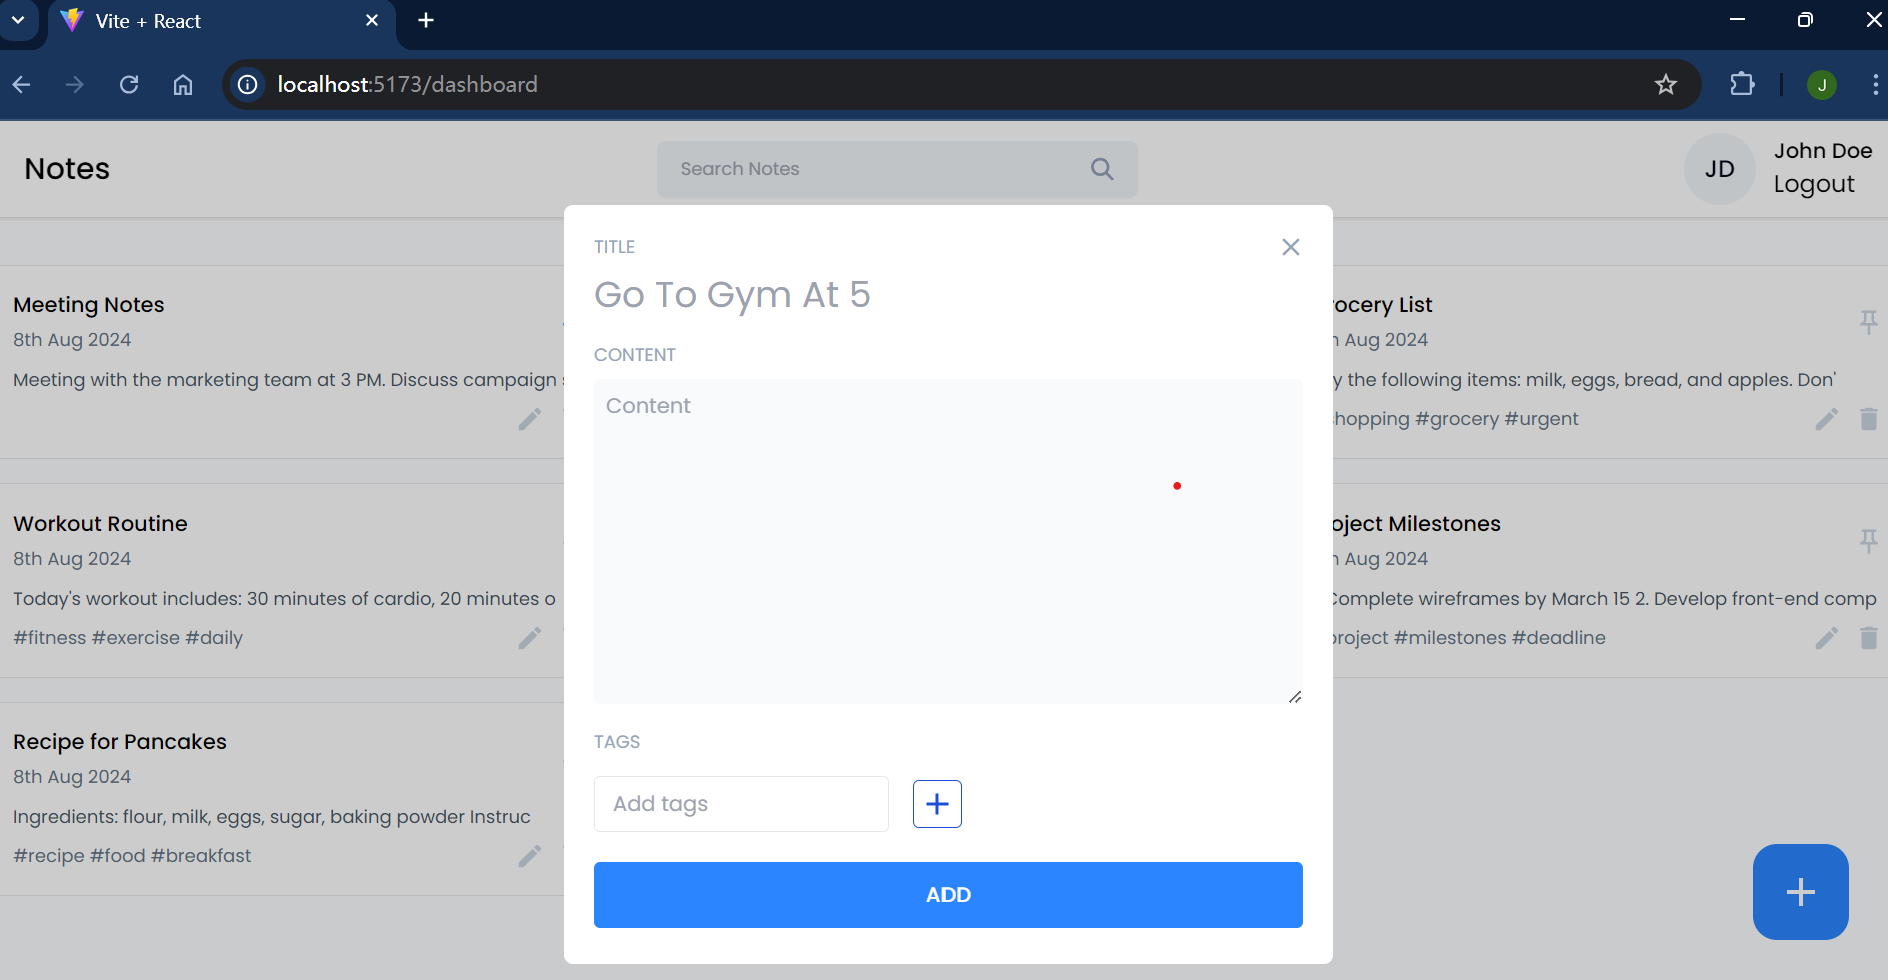 Vite + React
localhost:5173/dashboard
J
Notes
Search Notes
JD
John Doe
Logout
TITLE
Go To Gym At 5
CONTENT
Content
TAGS
Add tags
ADD
Meeting Notes
8th Aug 2024
Meeting with the marketing team at 3 PM. Discuss campaign
Workout Routine
8th Aug 2024
Today's workout includes: 30 minutes of cardio, 20 minutes o
#fitness #exercise #daily
Recipe for Pancakes
8th Aug 2024
Ingredients: flour, milk, eggs, sugar, baking powder Instruc
#recipe #food #breakfast
ocery List
Aug 2024
y the following items: milk, eggs, bread, and apples. Don'
hopping #grocery #urgent
oject Milestones
Aug 2024
omplete wireframes by March 15 2. Develop front-end comp
roject #milestones #deadline